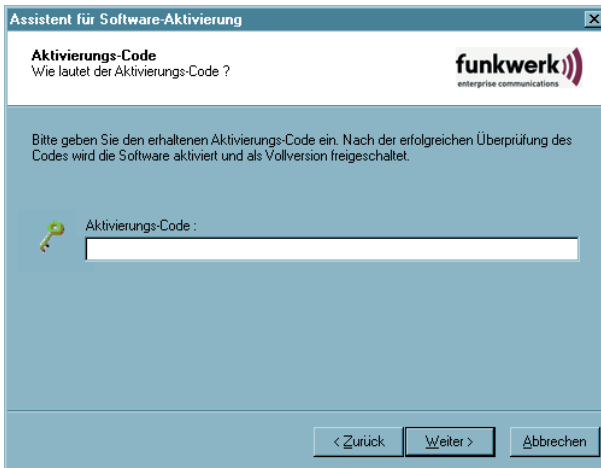 Assistent für Software-Aktivierung
Aktivierungs-Code
Wie lautet der Aktivierungs-Code ?
funkwerk
enterprise communications
Bitte geben Sie den erhaltenen Aktivierungs-Code ein. Nach der erfolgreichen Überprüfung des
Codes wird die Software aktiviert und als Vollversion freigeschaltet.
Aktivierungs-Code :
< Zurück
Weiter >
Abbrechen